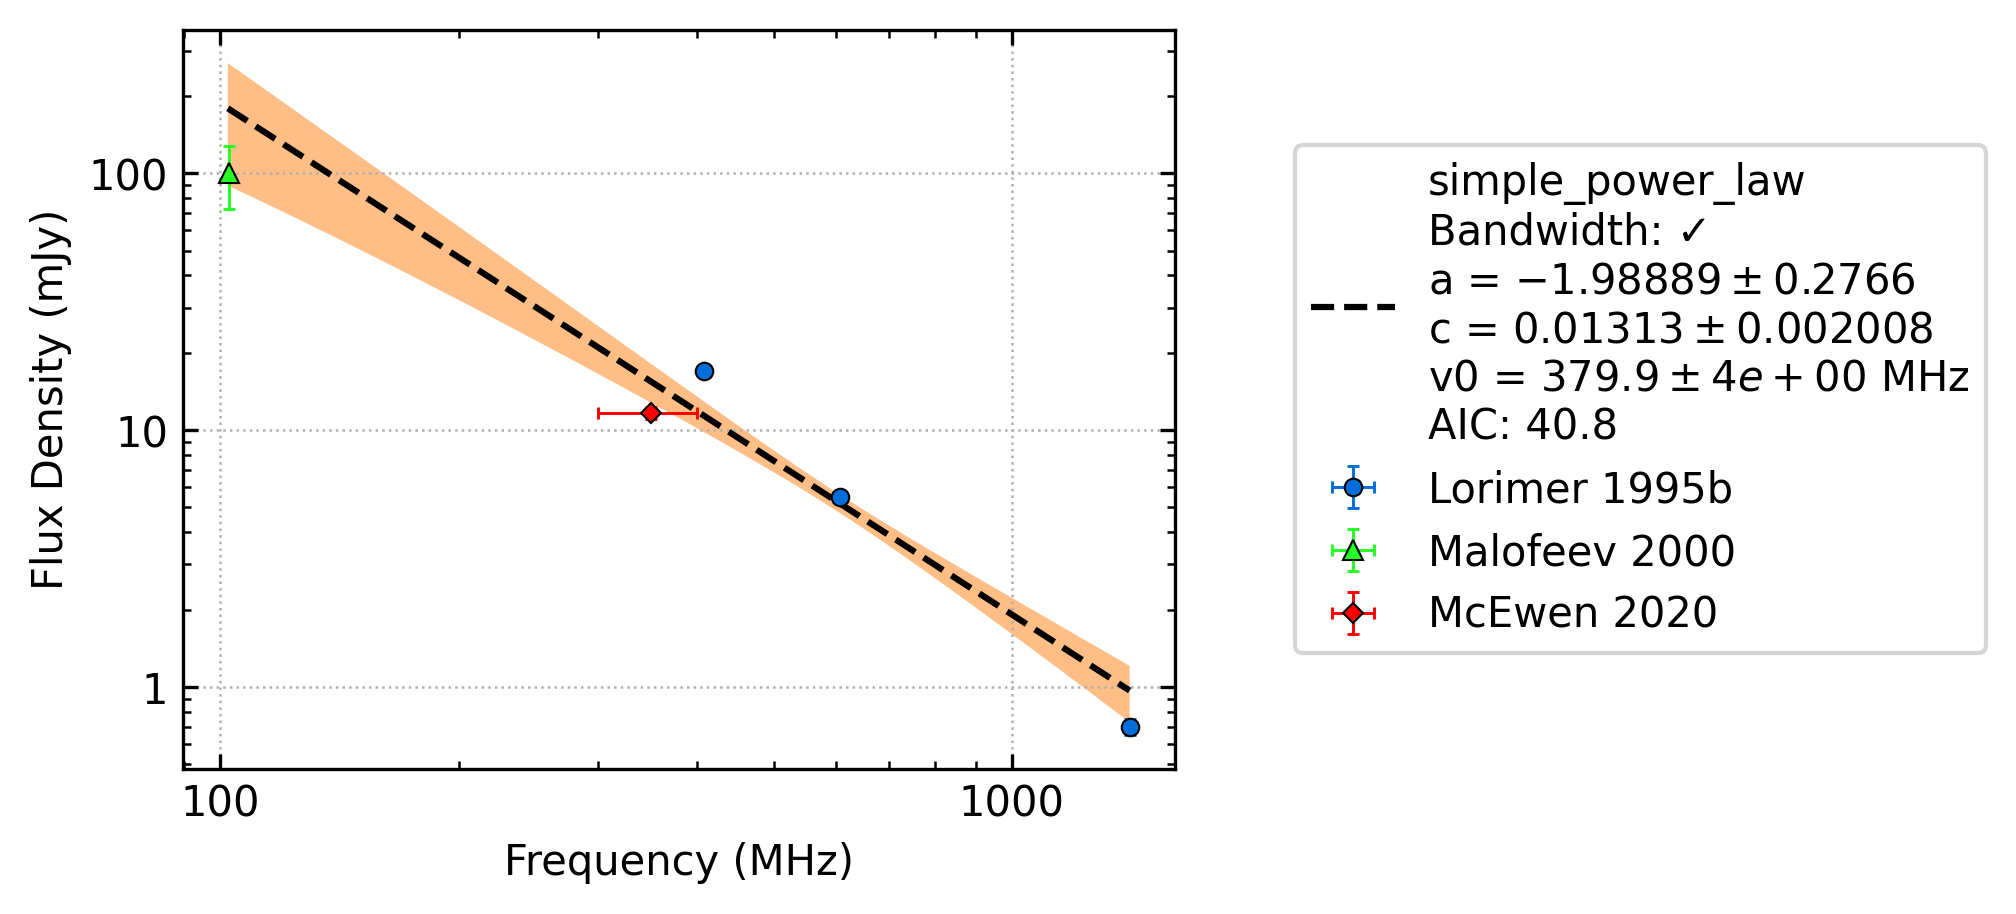 100
10
1
Flux Density (mJy)
100
1000
Frequency (MHz)
simple_power_law
Bandwidth: ✓
a = −1.98889 ± 0.2766
c = 0.01313 ± 0.002008
v0 = 379.9 ± 4e + 00 MHz
AIC: 40.8
Lorimer 1995b
Malofeev 2000
McEwen 2020